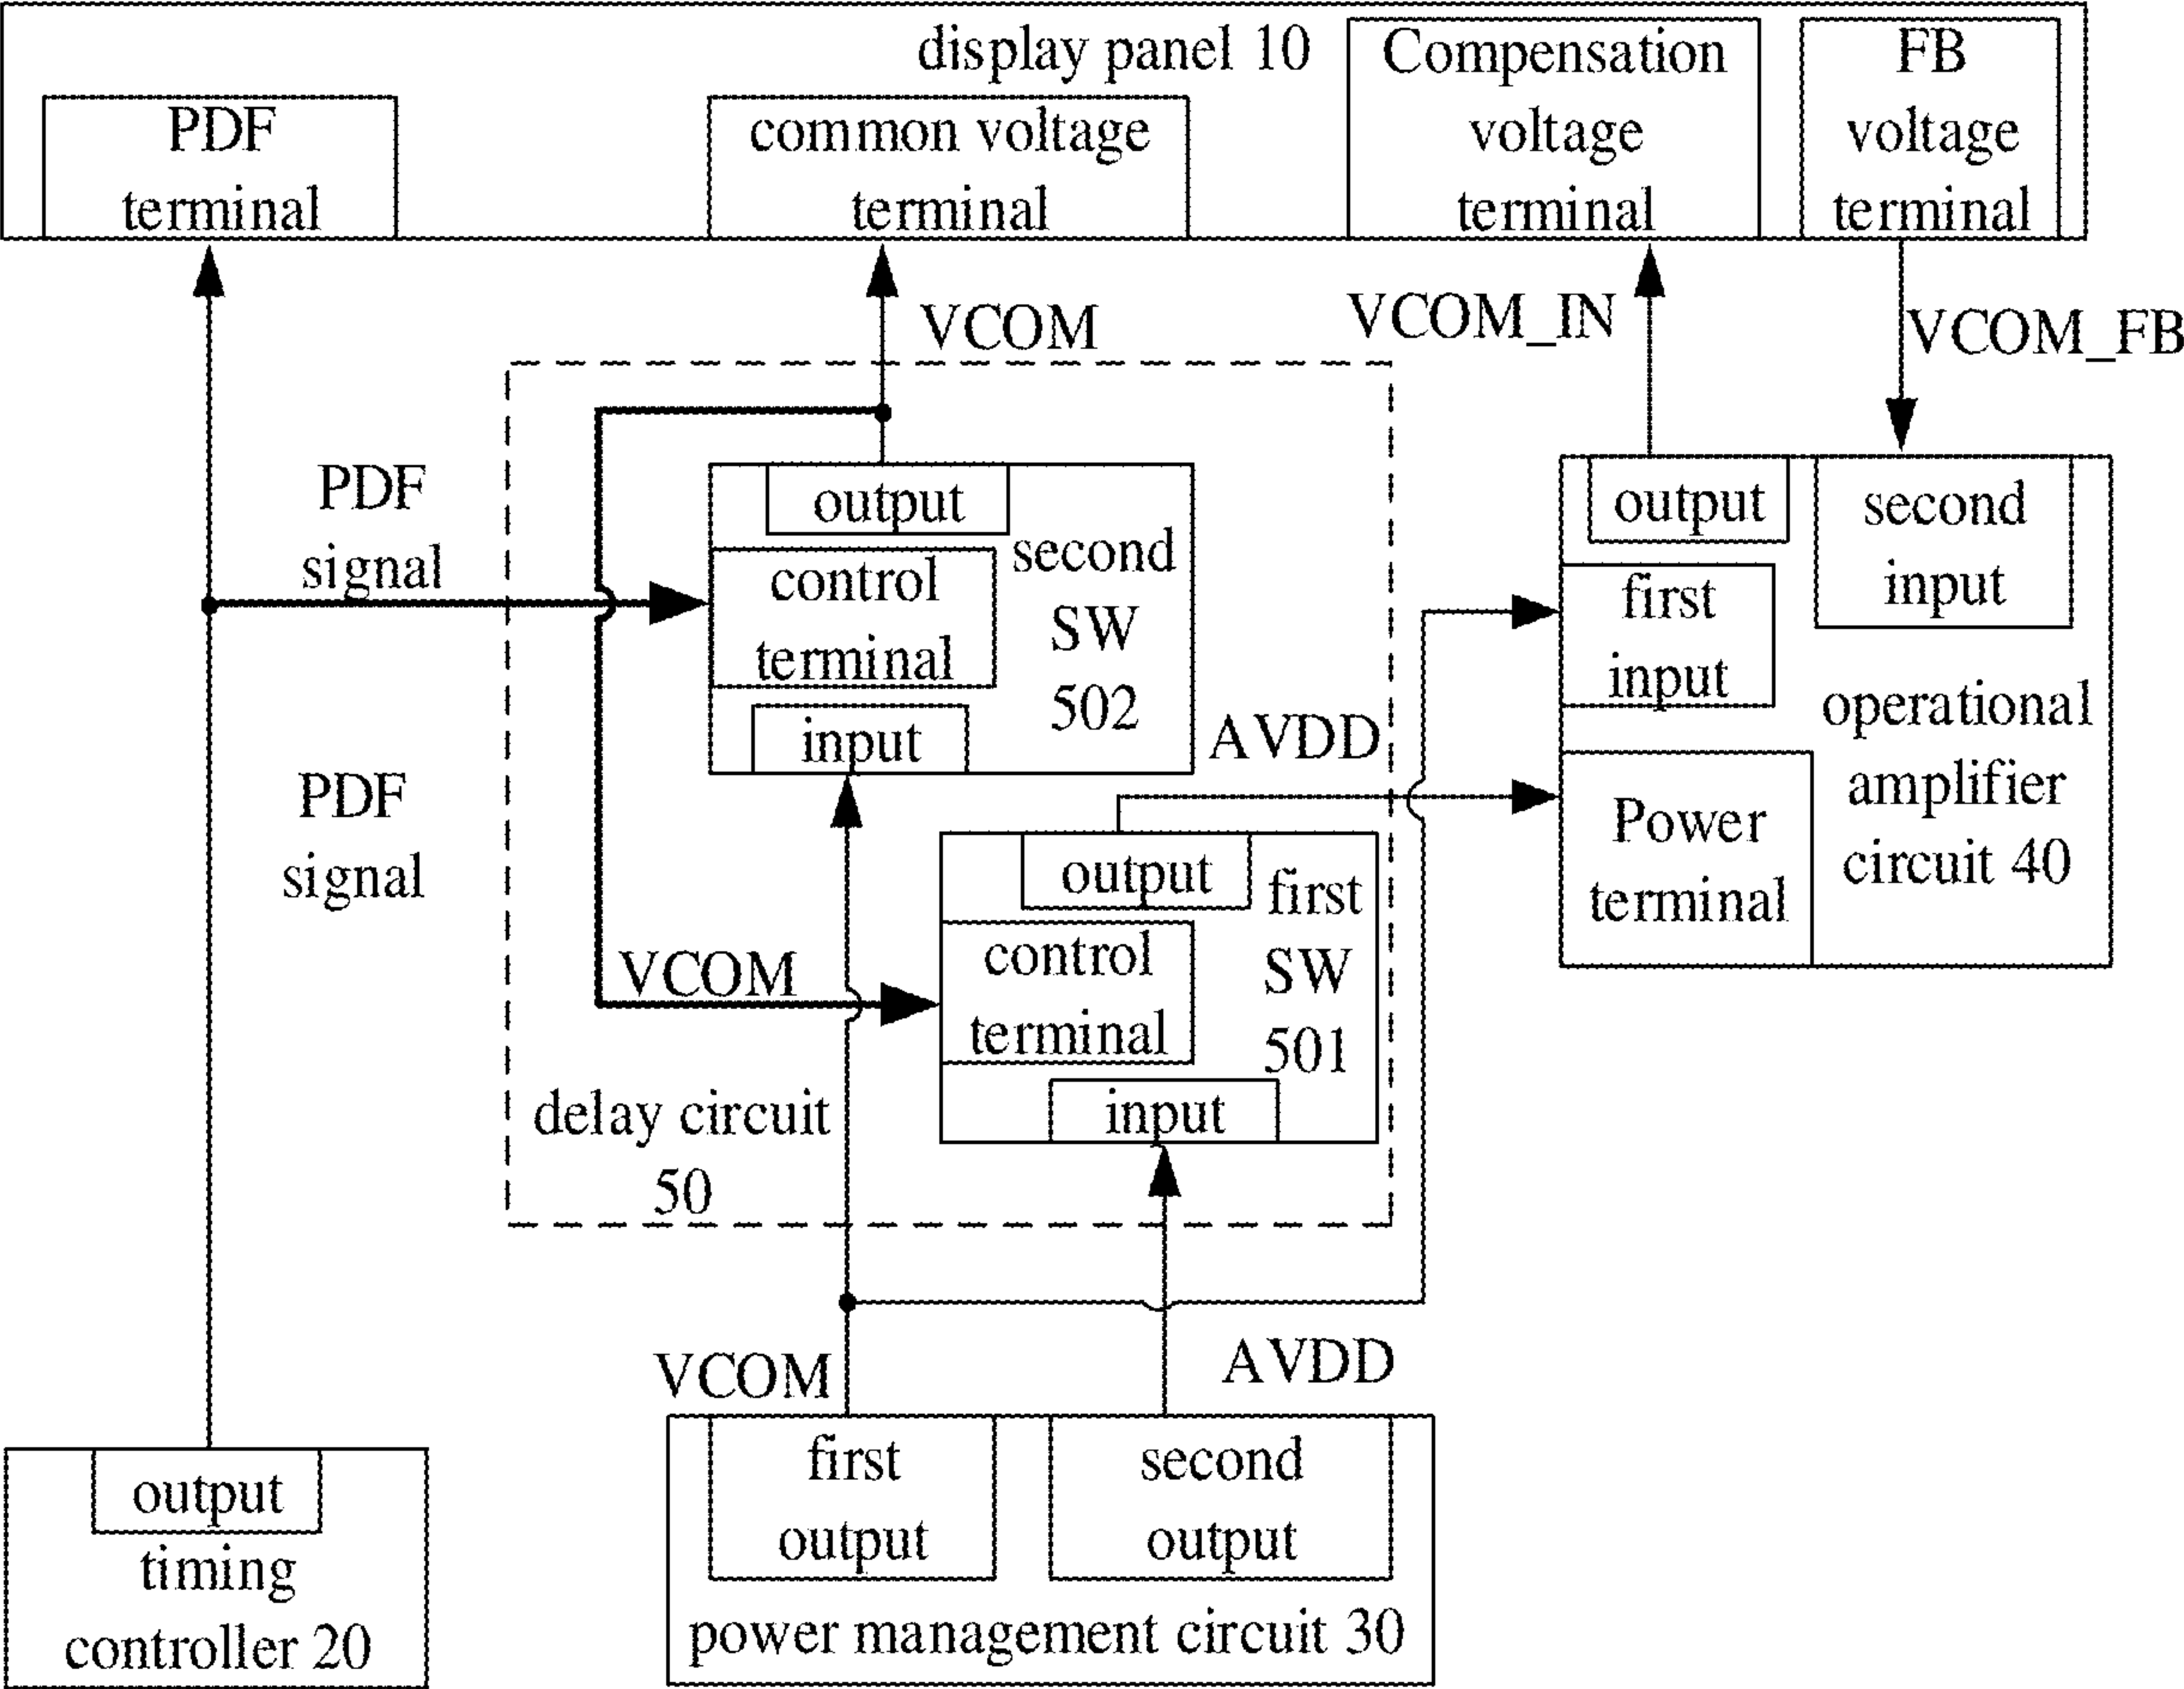 display panel 10
PDF
terminal
common voltage
terminal
Compensation
voltage
terminal
FB
voltage
terminal
VCOM
VCOM_IN
VCOM_FB
PDF
signal
output
control
terminal
input
second
SW
502
output
second
input
first
input
Power
terminal
operational
amplifier
circuit 40
AVDD
PDF
signal
VCOM
output
control
terminal
input
first
SW
501
delay circuit
50
VCOM
AVDD
output
timing
controller 20
first
output
second
output
power management circuit 30